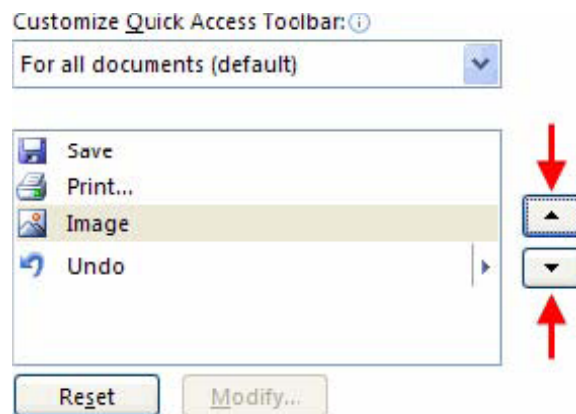 Customize Quick Access Toolbar:
For all documents (default)
Save
Print...
Image
Undo
Reset
Modify...